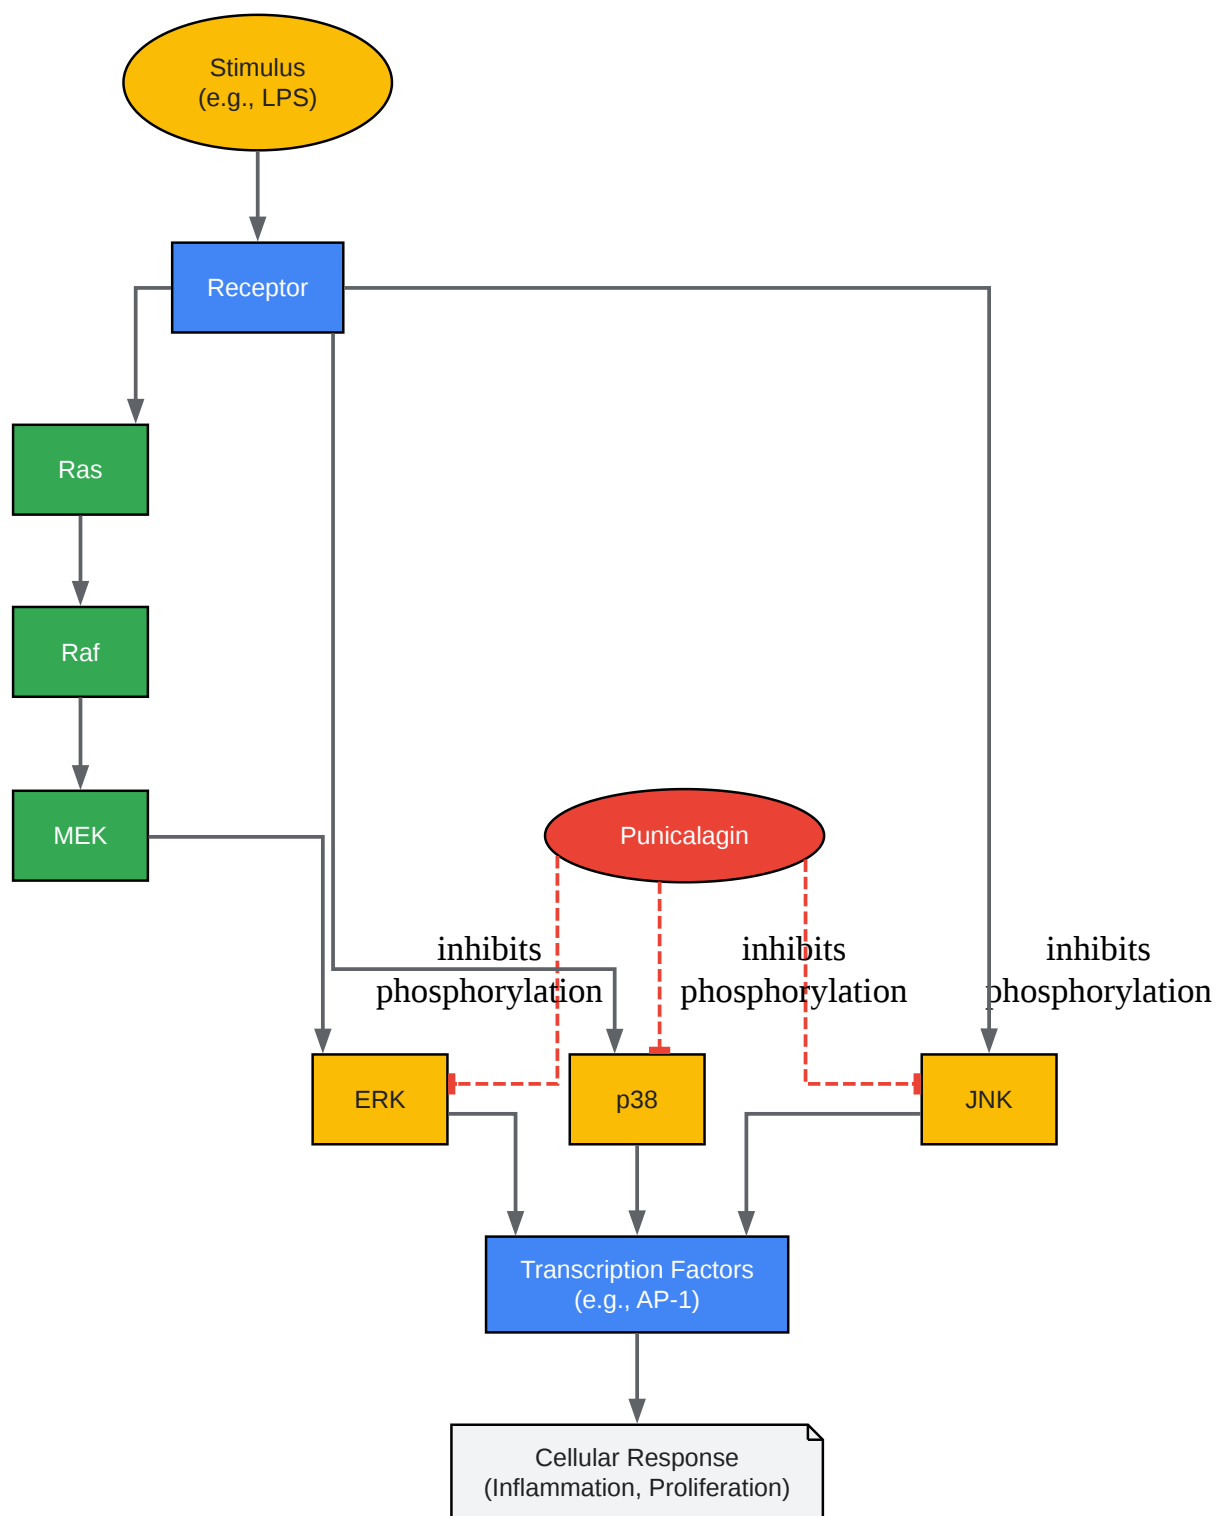 Stimulus
(e.g., LPS)
Receptor
Ras
Raf
MEK
Punicalagin
inhibits
phosphorylation
inhibits
phosphorylation
inhibits
phosphorylation
ERK
p38
JNK
Transcription Factors
(e.g., AP-1)
Cellular Response
(Inflammation, Proliferation)